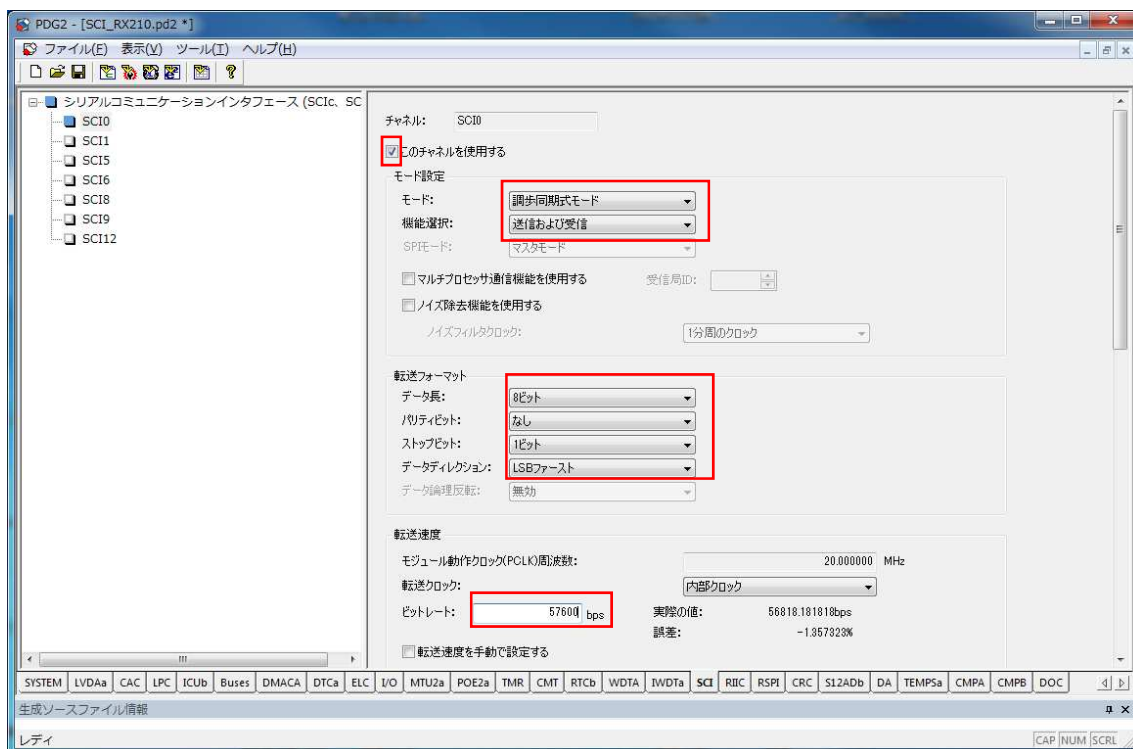 PDG2 - [SCI_RX210.pd2 *]
ファイル(F) 表示(V) ツール(T) ヘルプ(H)
シリアルコミュニケーションインタフェース (SCIc、SC
SCI0
SCI1
SCI5
SCI6
SCI8
SCI9
SCI12
チャネル: SCI0
このチャネルを使用する
モード設定
モード: 調歩同期式モード
機能選択: 送信および受信
SPIモード: マスタモード
マルチプロセッサ通信機能を使用する 受信局ID:
ノイズ除去機能を使用する
ノイズフィルタクロック: 1分周のクロック
転送フォーマット
データ長: 8ビット
パリティビット: なし
ストップビット: 1ビット
データディレクション: LSBファースト
データ論理反転: 無効
転送速度
モジュール動作クロック(PCLK)周波数: 20.000000 MHz
転送クロック: 内部クロック
ビットレート: 57600 bps 実際の値: 56818.181818bps
誤差: -1.357323%
転送速度を手動で設定する
SYSTEM LVDAa CAC LPC ICUb Buses DMACA DTCa ELC I/O MTU2a POE2a TMR CMT RTCb WDTA IWDTa SCI RIIC RSPI CRC S12ADb DA TEMPSa CMPA CMPB DOC
生成ソースファイル情報
レディ CAP NUM SCRL